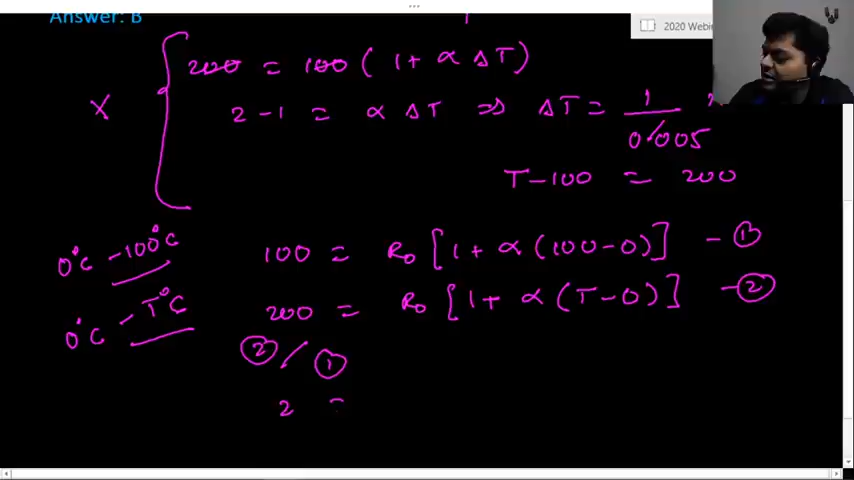 Answer: B
2020 Webin
X
200 = 100 ( 1 + α ΔT )
2 - 1 = α ΔT ⇒ ΔT = 1 / 0.005
T - 100 = 200
0°C - 100°C 100 = R₀ [ 1 + α ( 100 - 0 ) ] - ①
0°C - T°C 200 = R₀ [ 1 + α ( T - 0 ) ] - ②
② / ①
2 =